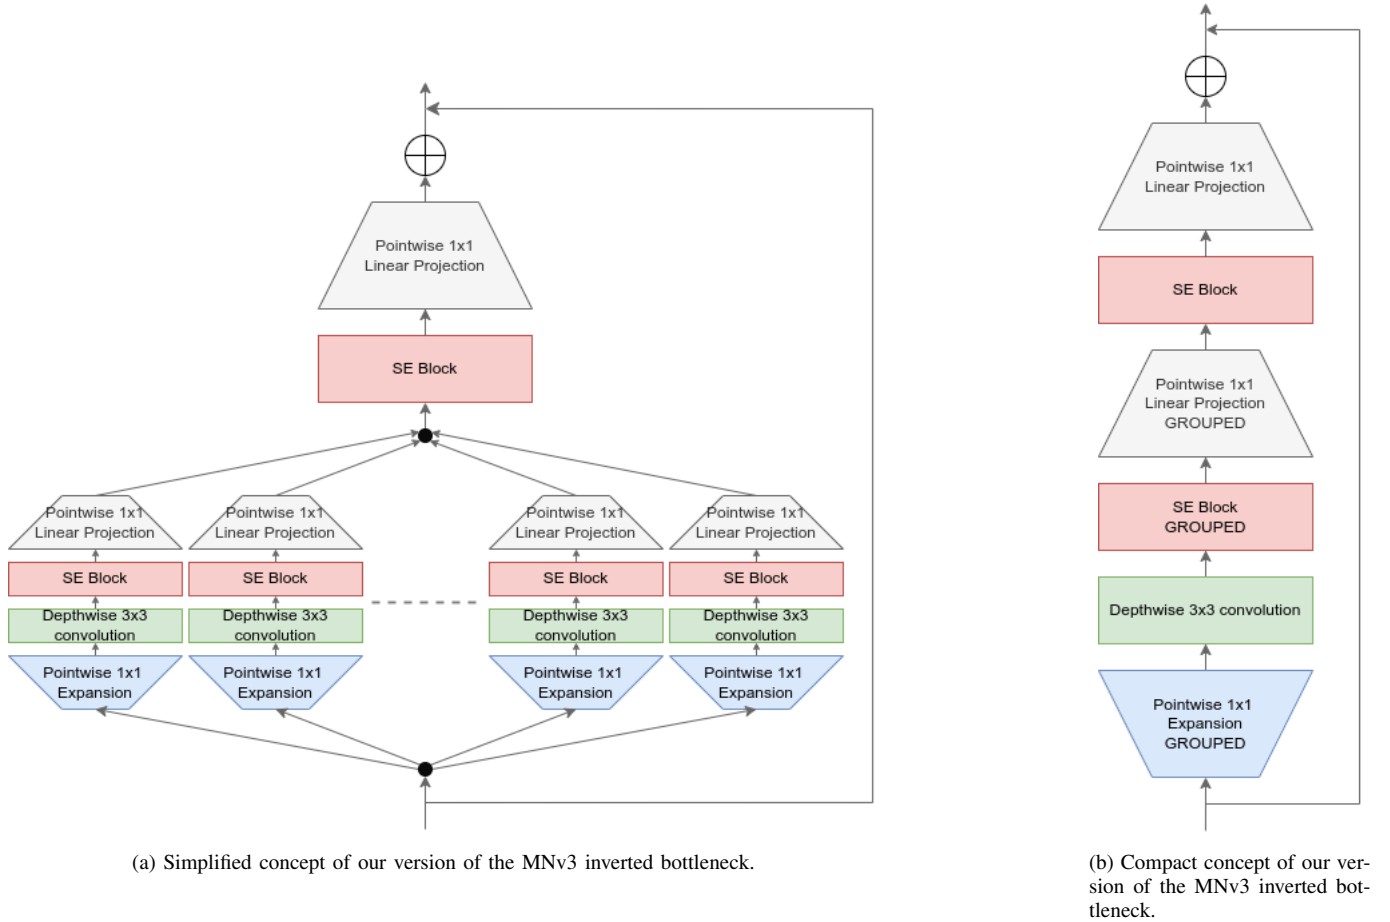 Pointwise 1x1
Linear Projection
SE Block
Pointwise 1x1
Linear Projection
SE Block
Depthwise 3x3
convolution
Pointwise 1x1
Expansion
Pointwise 1x1
Linear Projection
SE Block
Depthwise 3x3
convolution
Pointwise 1x1
Expansion
Pointwise 1x1
Linear Projection
SE Block
Depthwise 3x3
convolution
Pointwise 1x1
Expansion
Pointwise 1x1
Linear Projection
SE Block
Depthwise 3x3
convolution
Pointwise 1x1
Expansion
(a) Simplified concept of our version of the MNv3 inverted bottleneck.
Pointwise 1x1
Linear Projection
SE Block
Pointwise 1x1
Linear Projection
GROUPED
SE Block
GROUPED
Depthwise 3x3 convolution
Pointwise 1x1
Expansion
GROUPED
(b) Compact concept of our ver-
sion of the MNv3 inverted bot-
tleneck.